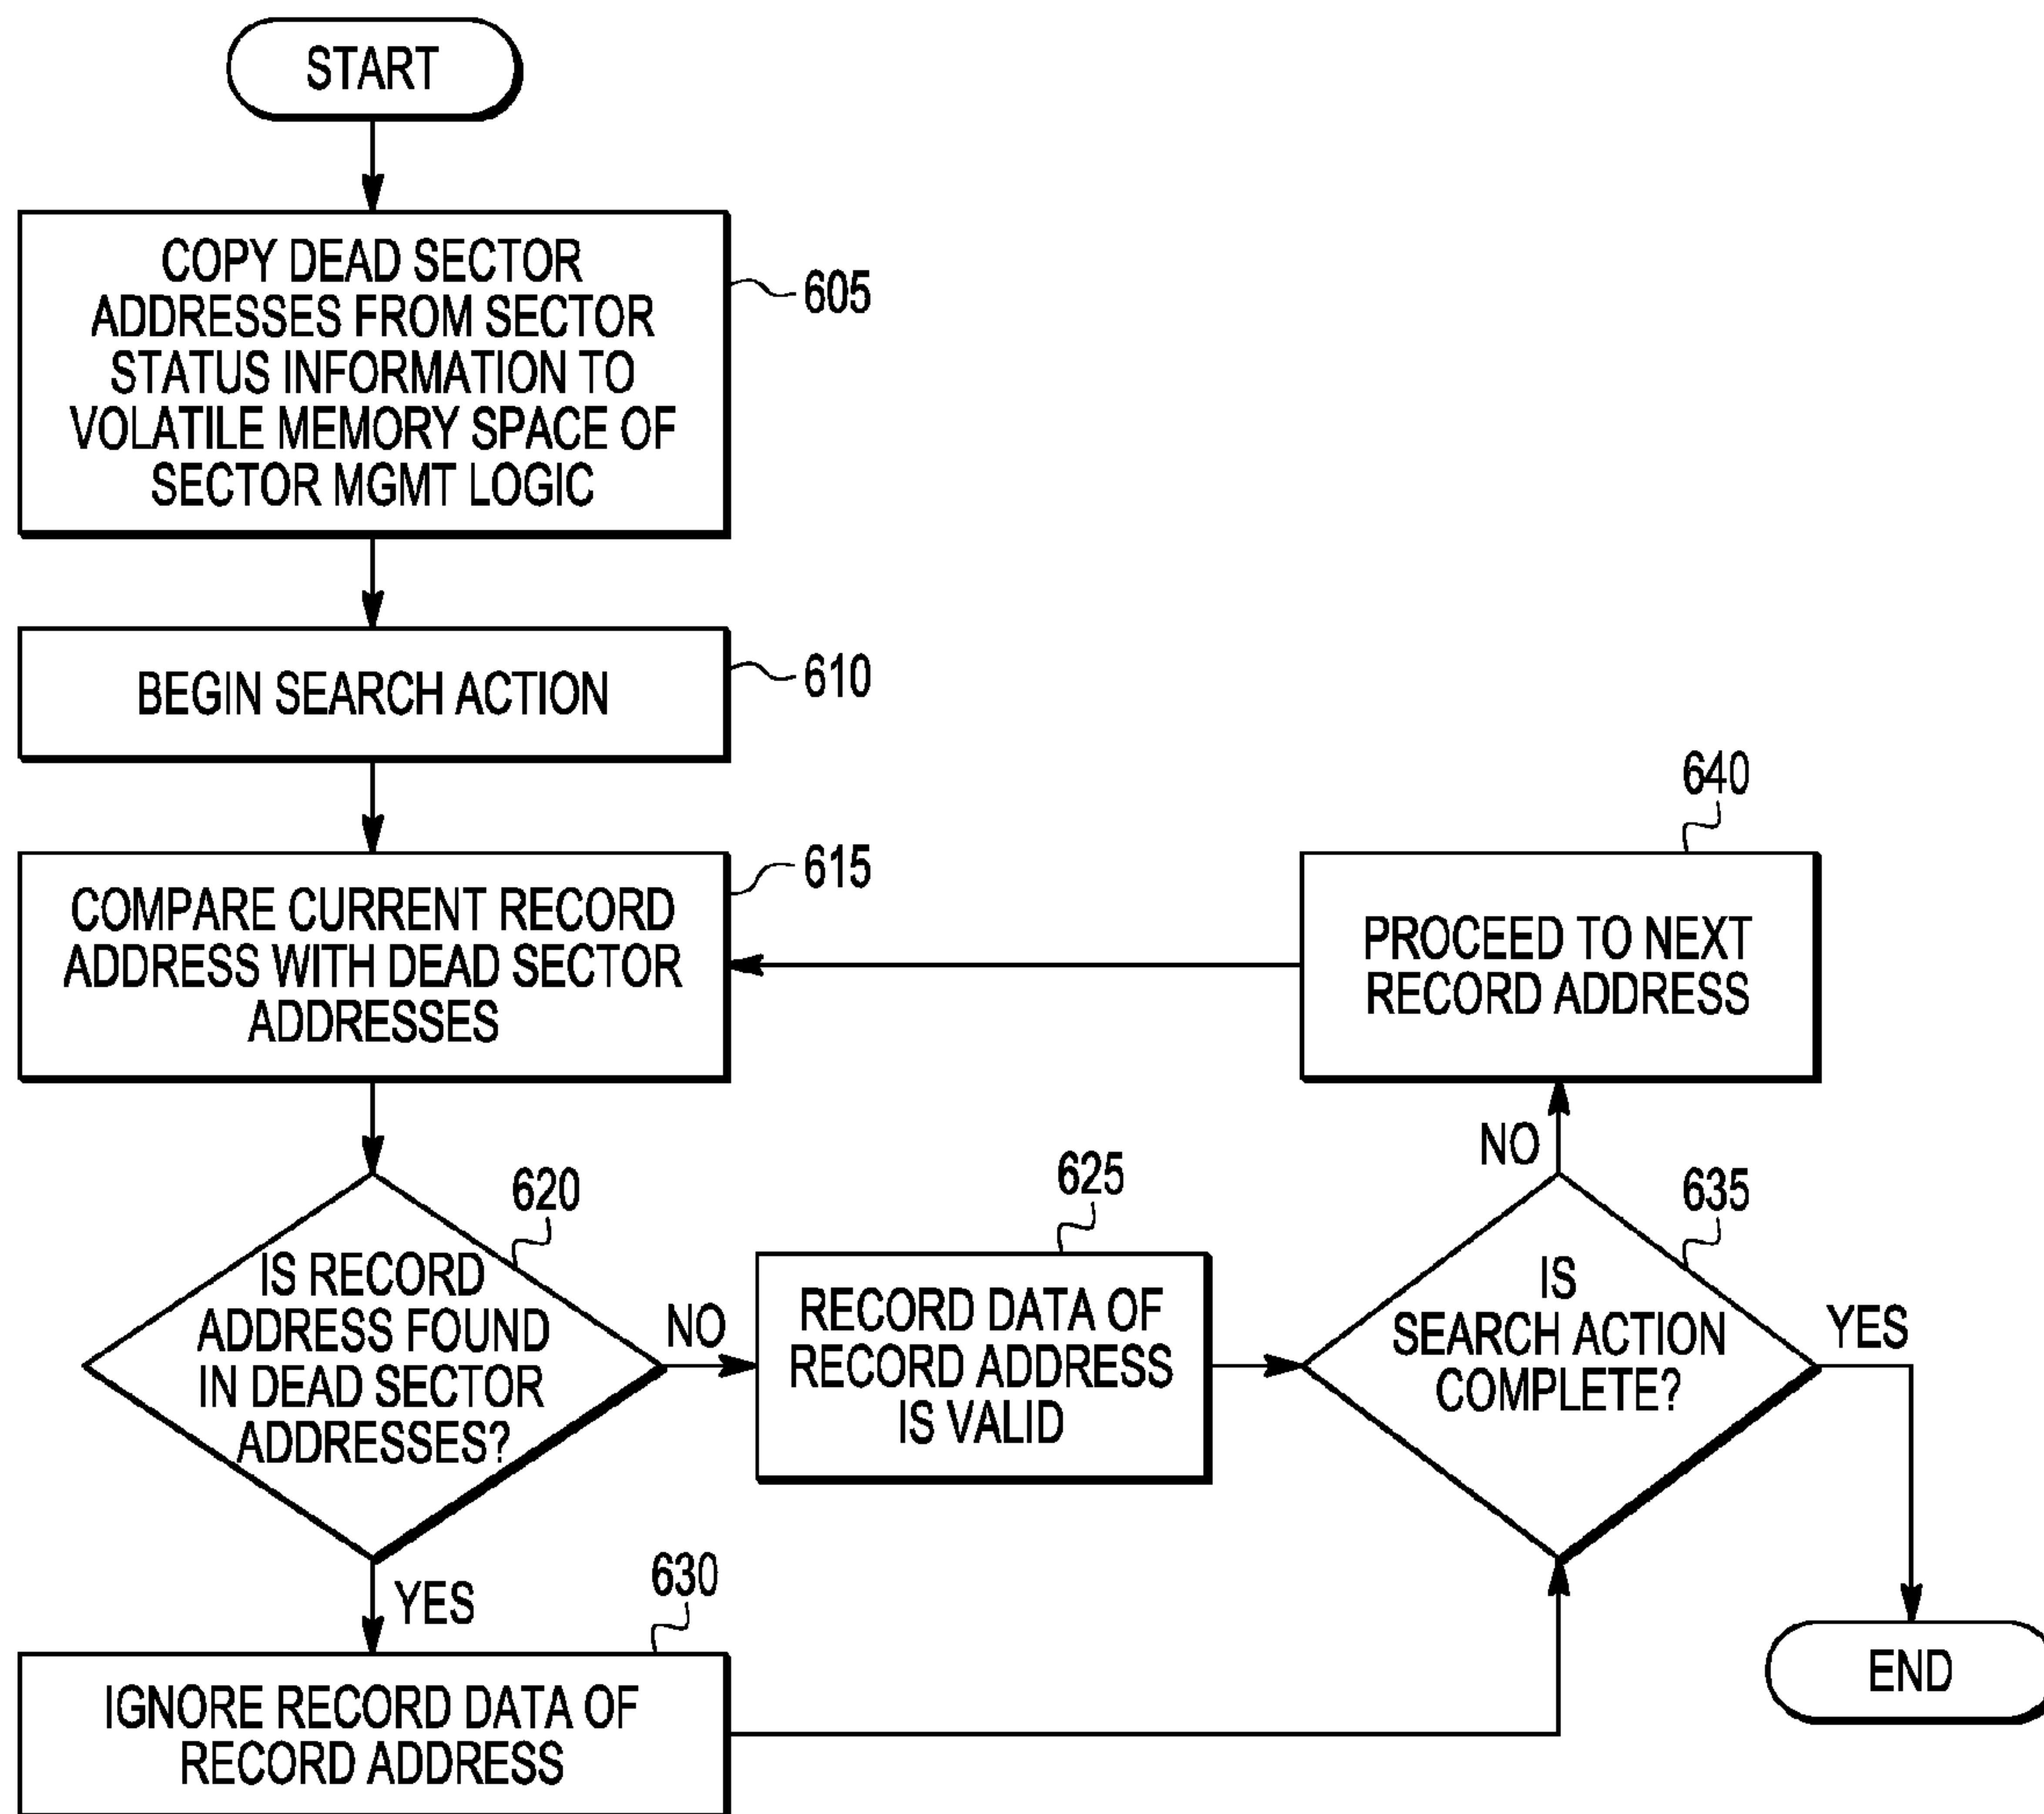 START
COPY DEAD SECTOR
ADDRESSES FROM SECTOR
STATUS INFORMATION TO
VOLATILE MEMORY SPACE OF
SECTOR MGMT LOGIC
605
BEGIN SEARCH ACTION
610
COMPARE CURRENT RECORD
ADDRESS WITH DEAD SECTOR
ADDRESSES
615
640
PROCEED TO NEXT
RECORD ADDRESS
620
IS RECORD
ADDRESS FOUND
IN DEAD SECTOR
ADDRESSES?
NO
YES
625
RECORD DATA OF
RECORD ADDRESS
IS VALID
NO
635
IS
SEARCH ACTION
COMPLETE?
YES
630
IGNORE RECORD DATA OF
RECORD ADDRESS
END